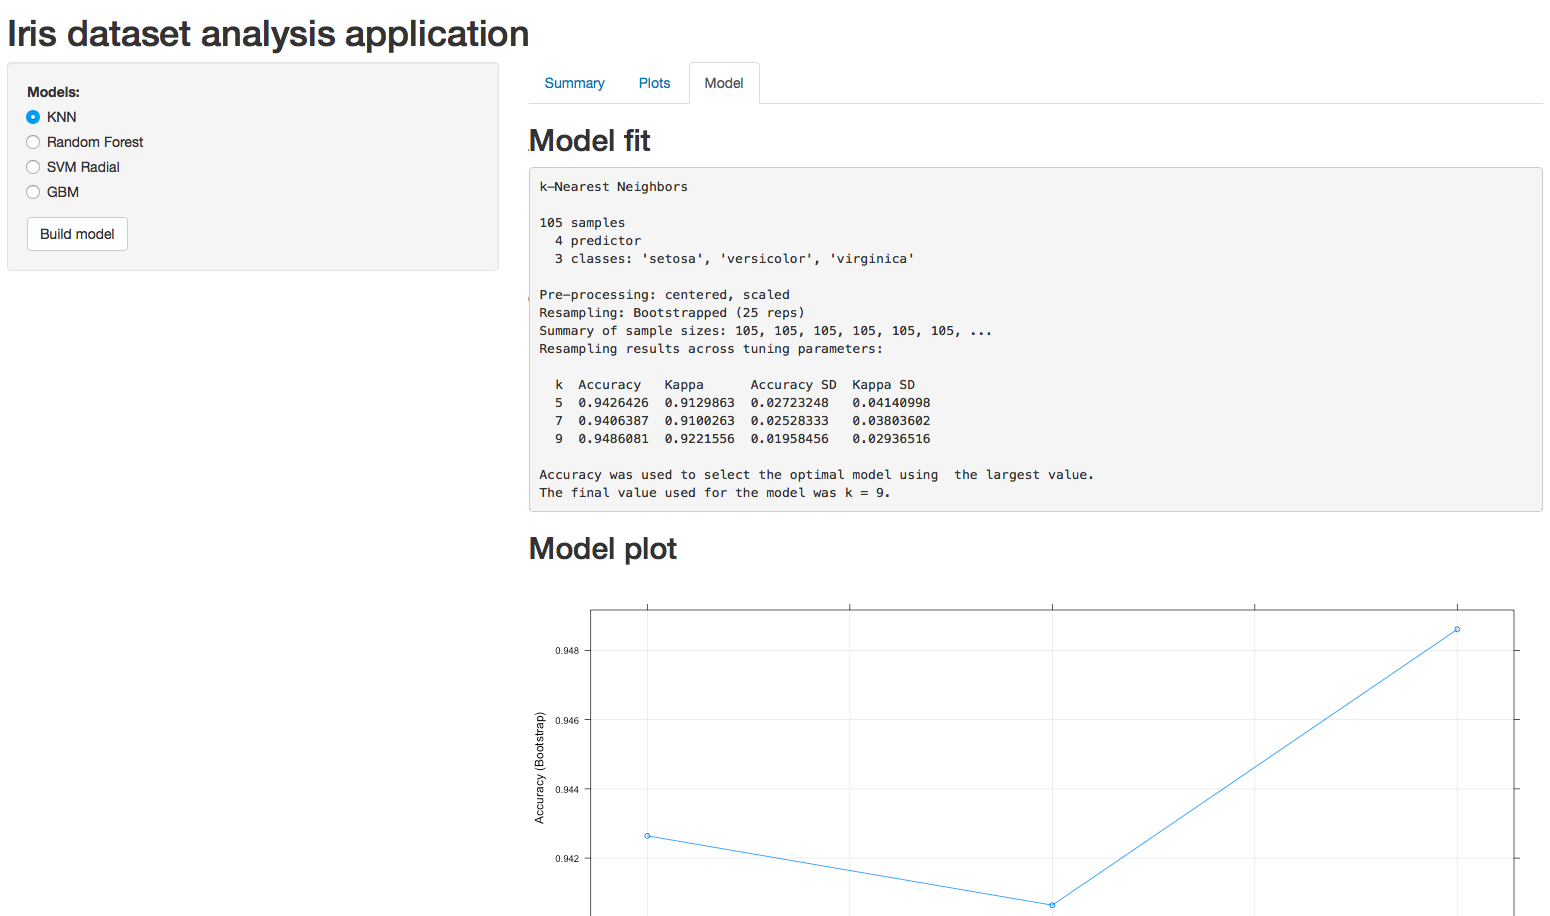 Iris dataset analysis application
Models:
KNN
Random Forest
SVM Radial
GBM
Build model
Summary Plots Model
Model fit
k-Nearest Neighbors
105 samples
4 predictor
3 classes: 'setosa', 'versicolor', 'virginica'
Pre-processing: centered, scaled
Resampling: Bootstrapped (25 reps)
Summary of sample sizes: 105, 105, 105, 105, 105, 105, ...
Resampling results across tuning parameters:
k Accuracy Kappa Accuracy SD Kappa SD
5 0.9426426 0.9129863 0.02723248 0.04140998
7 0.9406387 0.9100263 0.02528333 0.03803602
9 0.9486081 0.9221556 0.01958456 0.02936516
Accuracy was used to select the optimal model using  the largest value.
The final value used for the model was k = 9.
Model plot
0.948
0.946
0.944
0.942
Accuracy (Bootstrap)